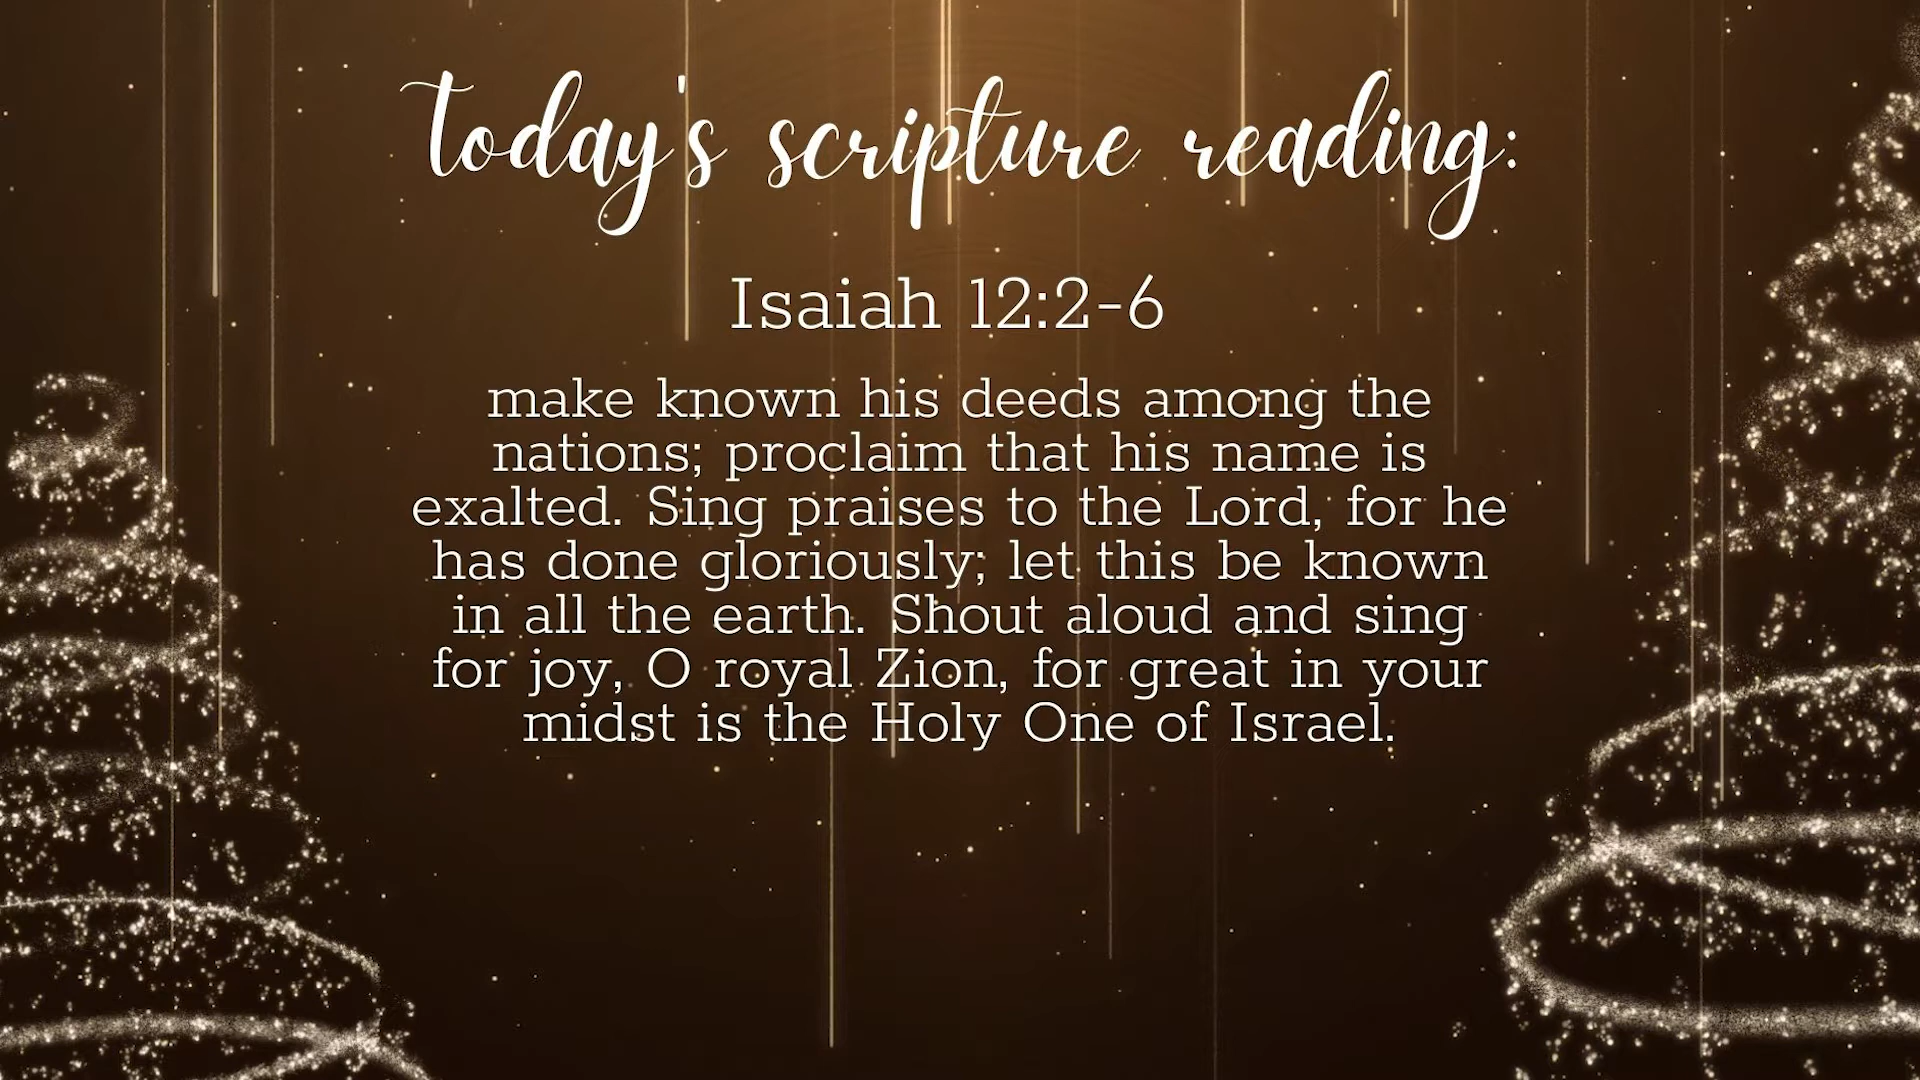 today's scripture reading:
Isaiah 12:2-6
make known his deeds among the
nations; proclaim that his name is
exalted. Sing praises to the Lord, for he
has done gloriously; let this be known
in all the earth. Shout aloud and sing
for joy, O royal Zion, for great in your
midst is the Holy One of Israel.